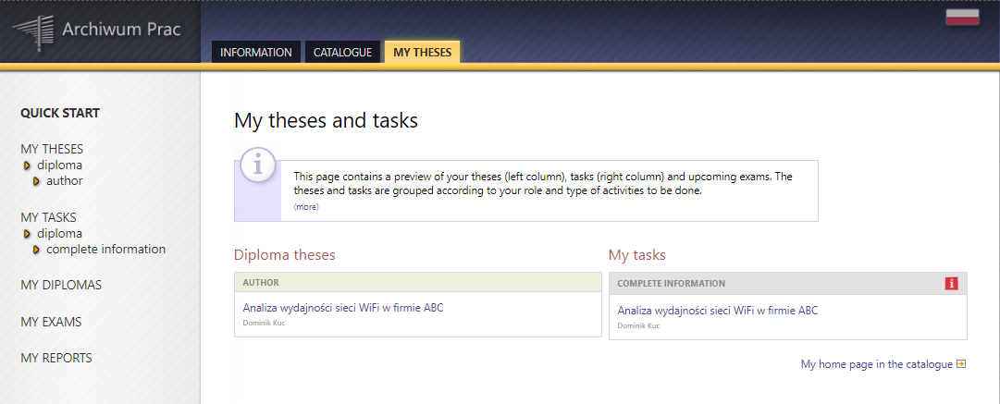 Archiwum Prac
INFORMATION
CATALOGUE
MY THESES
QUICK START
MY THESES
diploma
author
MY TASKS
diploma
complete information
MY DIPLOMAS
MY EXAMS
MY REPORTS
My theses and tasks
This page contains a preview of your theses (left column), tasks (right column) and upcoming exams. The
theses and tasks are grouped according to your role and type of activities to be done.
(more)
Diploma theses
AUTHOR
Analiza wydajności sieci WiFi w firmie ABC
Dominik Kuc
My tasks
COMPLETE INFORMATION
Analiza wydajności sieci WiFi w firmie ABC
Dominik Kuc
My home page in the catalogue